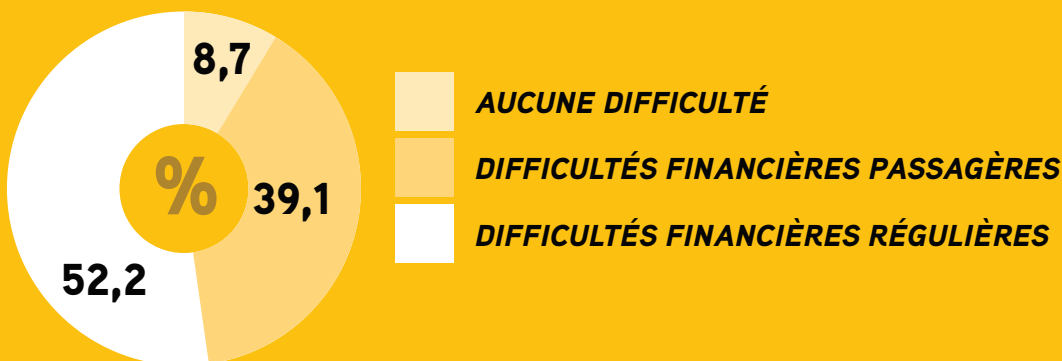 8,7
%
39,1
52,2
AUCUNE DIFFICULTÉ
DIFFICULTÉS FINANCIÈRES PASSAGÈRES
DIFFICULTÉS FINANCIÈRES RÉGULIÈRES